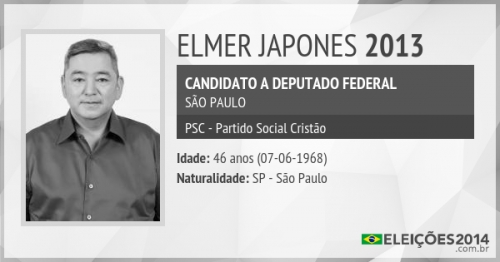 ELMER JAPONES 2013
CANDIDATO A DEPUTADO FEDERAL
SÃO PAULO
PSC - Partido Social Cristão
Idade: 46 anos (07-06-1968)
Naturalidade: SP - São Paulo
ELEIÇÕES2014
.com.br